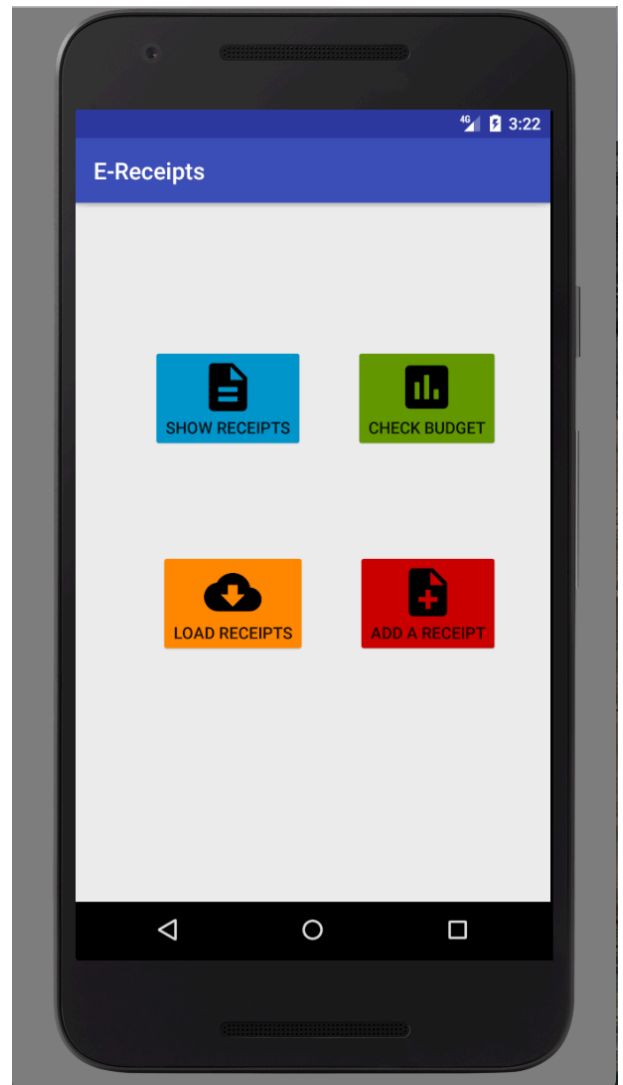 4G 3:22
E-Receipts
SHOW RECEIPTS
CHECK BUDGET
LOAD RECEIPTS
ADD A RECEIPT